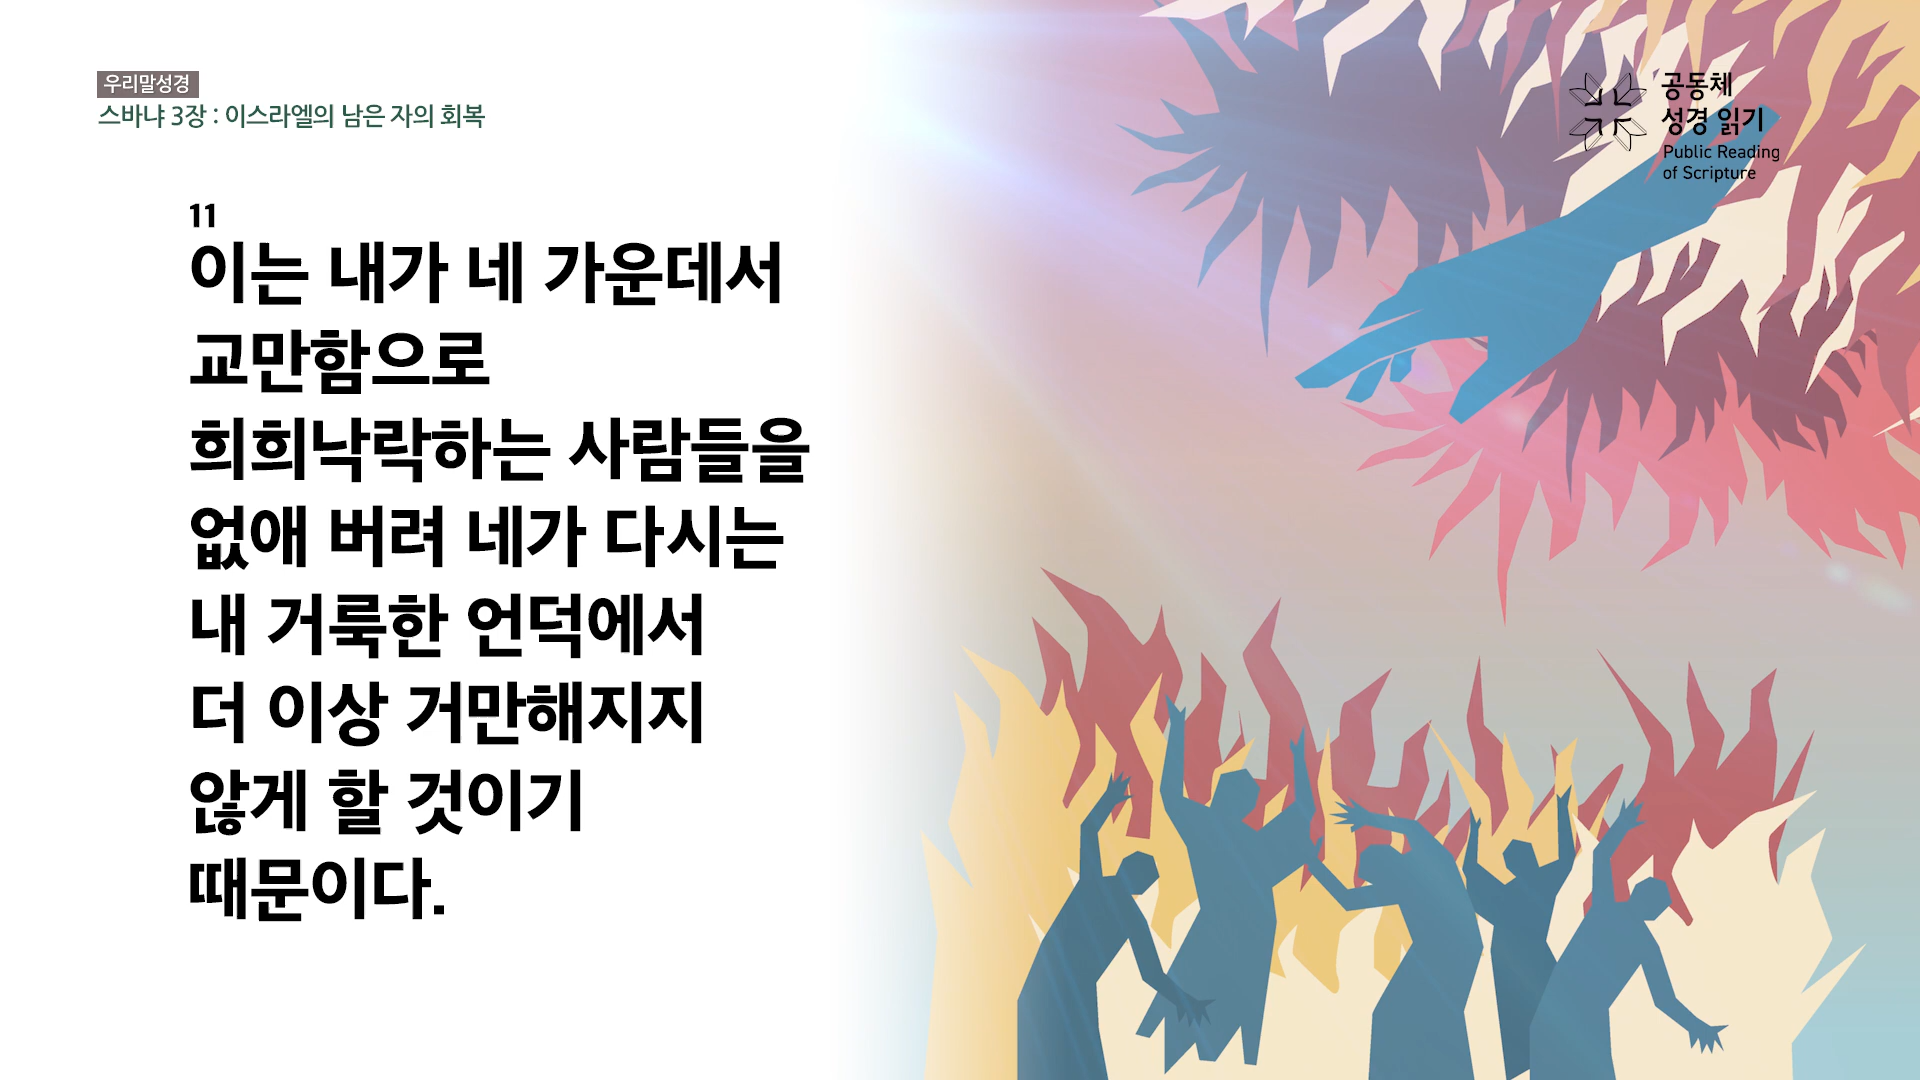 우리말성경
스바냐 3장 : 이스라엘의 남은 자의 회복
공동체
성경 읽기
Public Reading
of Scripture
11
이는 내가 네 가운데서
교만함으로
희희낙락하는 사람들을
없애 버려 네가 다시는
내 거룩한 언덕에서
더 이상 거만해지지
않게 할 것이기
때문이다.